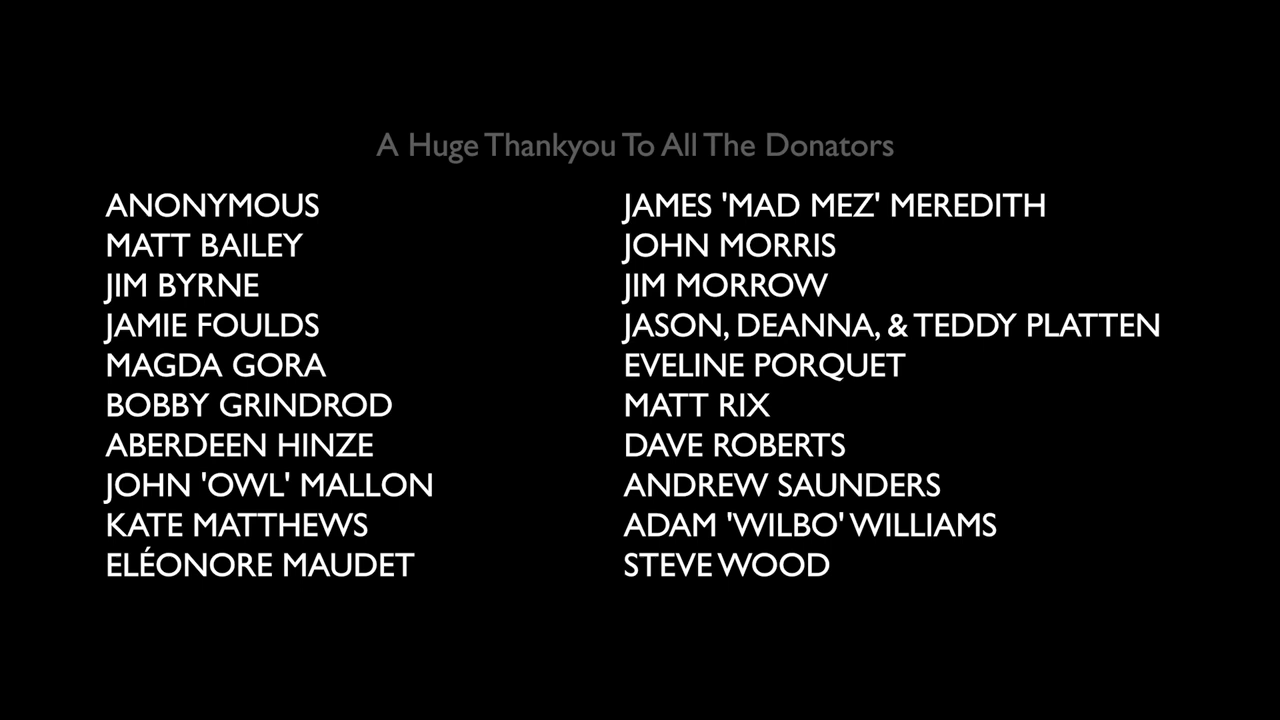 A Huge Thankyou To All The Donators
ANONYMOUS
MATT BAILEY
JIM BYRNE
JAMIE FOULDS
MAGDA GORA
BOBBY GRINDROD
ABERDEEN HINZE
JOHN 'OWL' MALLON
KATE MATTHEWS
ELÉONORE MAUDET
JAMES 'MAD MEZ' MEREDITH
JOHN MORRIS
JIM MORROW
JASON, DEANNA, & TEDDY PLATTEN
EVELINE PORQUET
MATT RIX
DAVE ROBERTS
ANDREW SAUNDERS
ADAM 'WILBO' WILLIAMS
STEVE WOOD